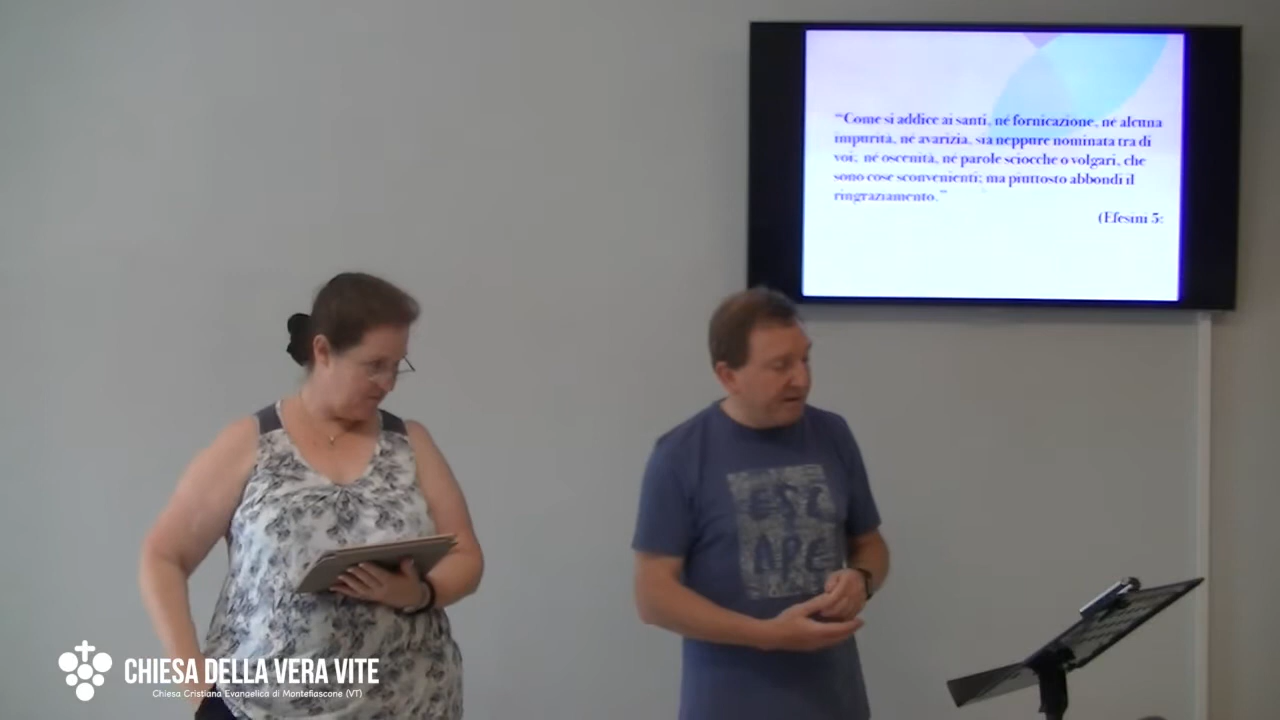 "Come si addice ai santi, né fornicazione, né alcuna
impurità, né avarizia, sia neppure nominata tra di
voi; né oscenità, né parole sciocche o volgari, che
sono cose sconvenienti; ma piuttosto abbondi il
ringraziamento."
(Efesini 5:
ESC
APE
CHIESA DELLA VERA VITE
Chiesa Cristiana Evangelica di Montefiascone (VT)